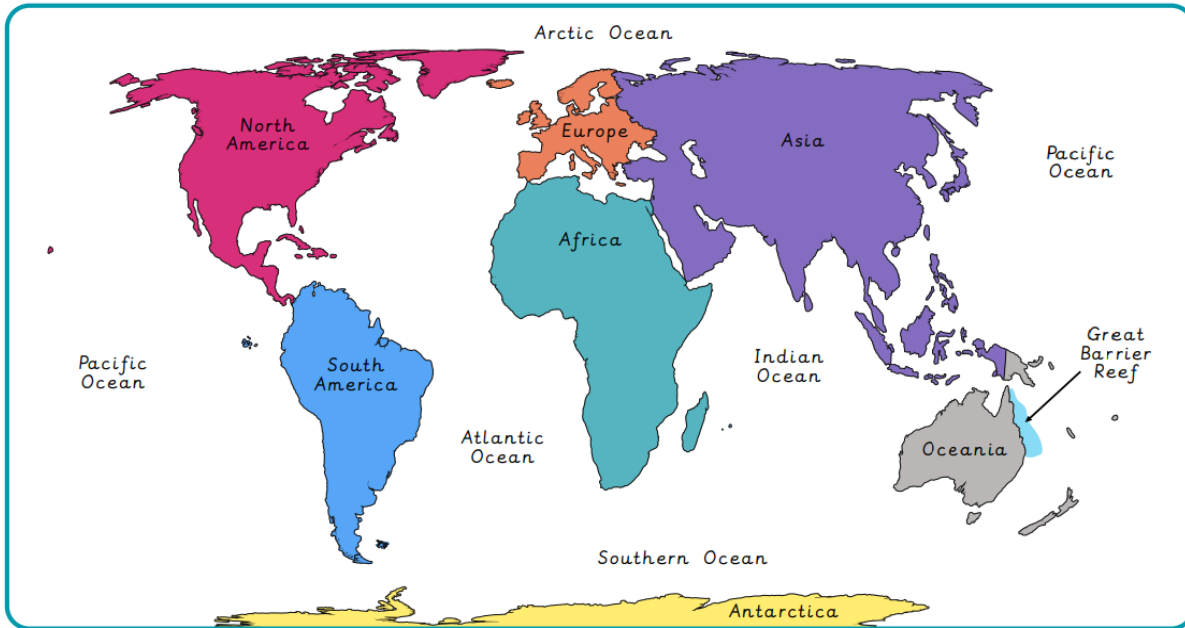 Arctic Ocean
North
America
Europe
Asia
Pacific
Ocean
Africa
Pacific
Ocean
South
America
Indian
Ocean
Great
Barrier
Reef
Atlantic
Ocean
Oceania
Southern Ocean
Antarctica